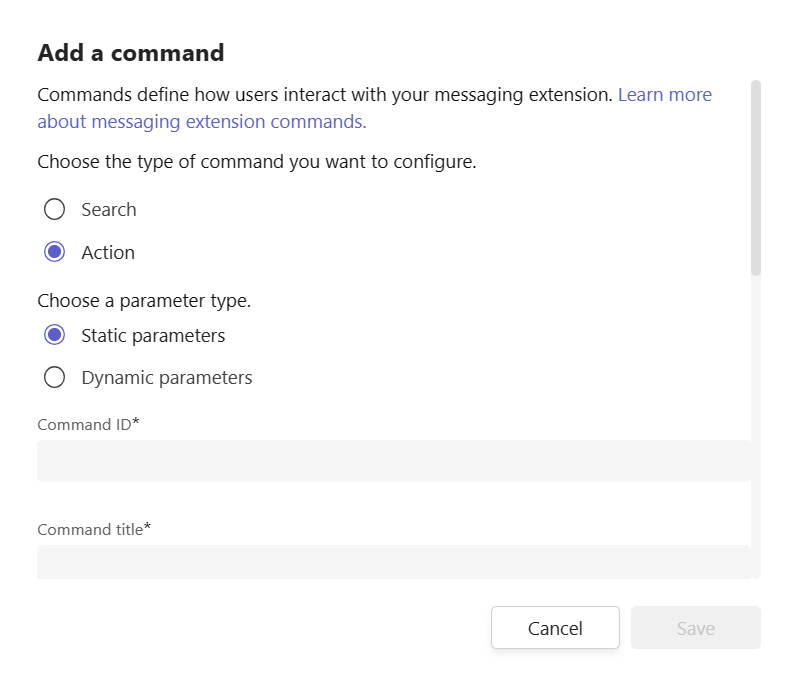 Add a command
Commands define how users interact with your messaging extension. Learn more
about messaging extension commands.
Choose the type of command you want to configure.
Search
Action
Choose a parameter type.
Static parameters
Dynamic parameters
Command ID*
Command title*
Cancel
Save